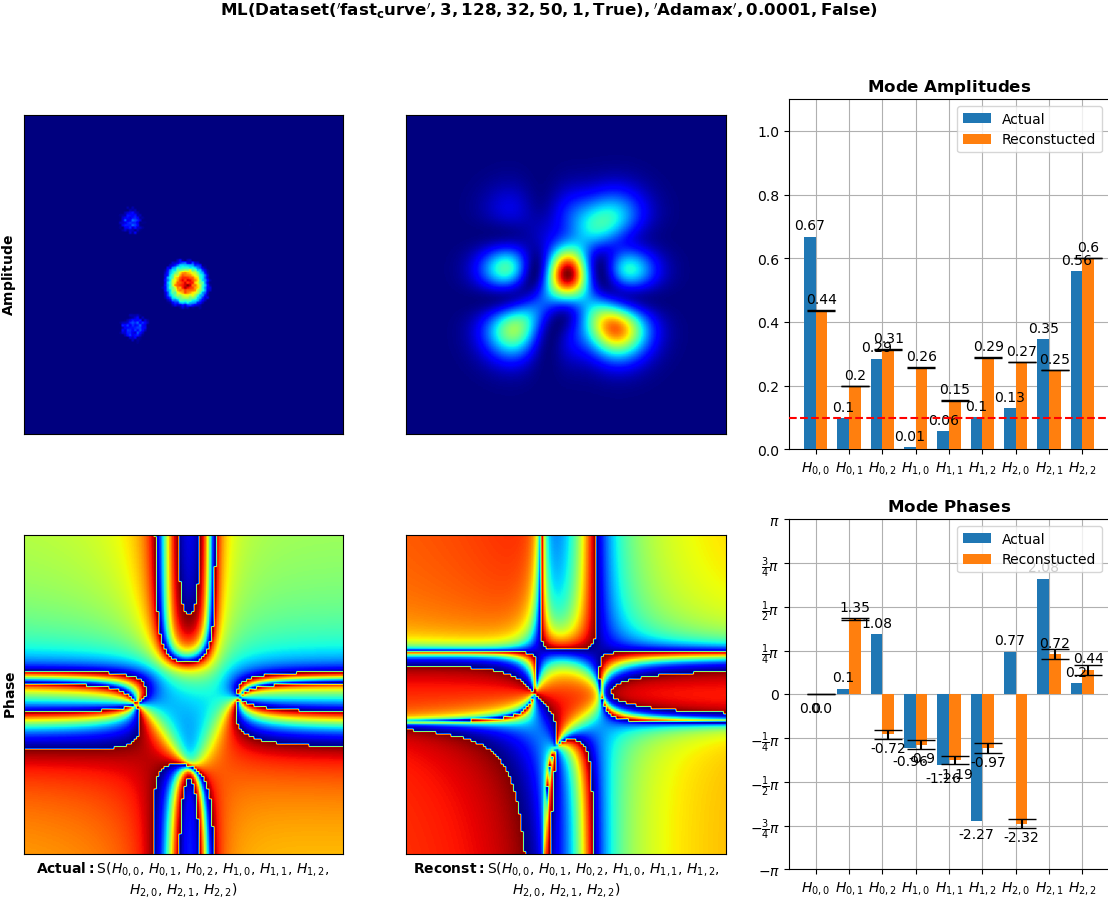 ML(Dataset('fast_curve', 3, 128, 32, 50, 1, True), 'Adamax', 0.0001, False)
Amplitude
Mode Amplitudes
Actual
Reconstucted
1.0
0.8
0.6
0.4
0.2
0.0
0.67
0.44
0.1
0.2
0.29
0.31
0.01
0.26
0.06
0.15
0.1
0.29
0.13
0.27
0.35
0.25
0.56
0.6
H0,0 H0,1 H0,2 H1,0 H1,1 H1,2 H2,0 H2,1 H2,2
Phase
Actual: S(H0,0, H0,1, H0,2, H1,0, H1,1, H1,2,
H2,0, H2,1, H2,2)
Reconst: S(H0,0, H0,1, H0,2, H1,0, H1,1, H1,2,
H2,0, H2,1, H2,2)
Mode Phases
Actual
Reconstucted
π
3/4π
1/2π
1/4π
0
−1/4π
−1/2π
−3/4π
−π
0.0
0.0
0.1
1.35
1.08
-0.72
-0.96
-0.9
-1.26
-1.19
-2.27
-0.97
0.77
-2.32
2.08
0.72
0.2
0.44
H0,0 H0,1 H0,2 H1,0 H1,1 H1,2 H2,0 H2,1 H2,2